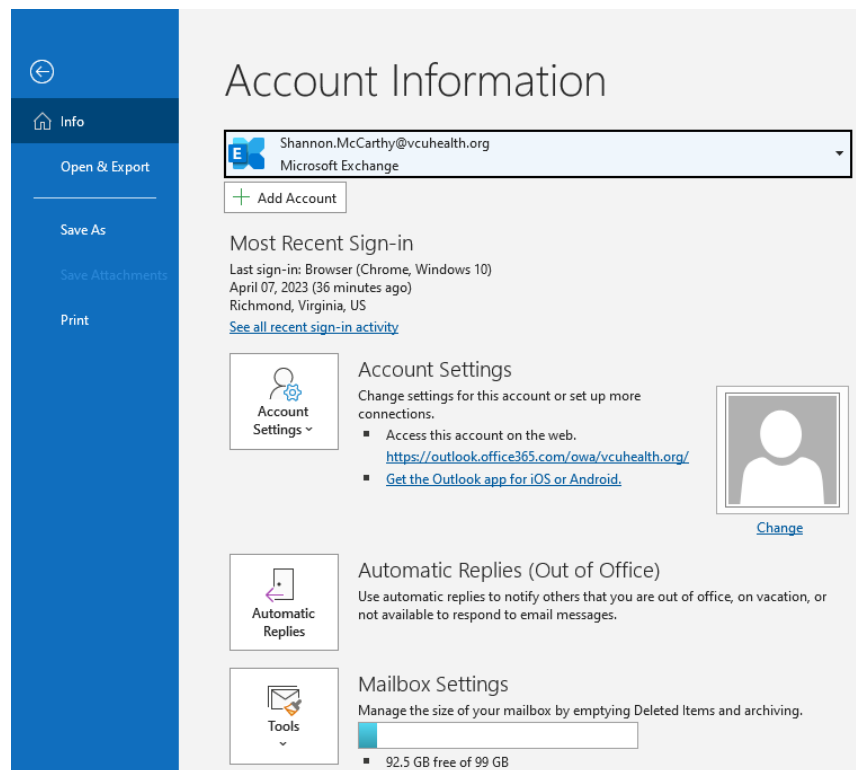 Account Information
Info
Shannon.McCarthy@vcuhealth.org
Microsoft Exchange
Open & Export
Add Account
Save As
Most Recent Sign-in
Last sign-in: Browser (Chrome, Windows 10)
Save Attachments
April 07, 2023 (36 minutes ago)
Richmond, Virginia, US
Print
See all recent sign-in activity
Account Settings
Change settings for this account or set up more
connections.
Account
Settings
Access this account on the web.
https://outlook.office365.com/owa/vcuhealth.org/
Get the Outlook app for iOS or Android.
Change
Automatic Replies (Out of Office)
Use automatic replies to notify others that you are out of office, on vacation, or
not available to respond to email messages.
Automatic
Replies
Mailbox Settings
Manage the size of your mailbox by emptying Deleted Items and archiving.
Tools
92.5 GB free of 99 GB